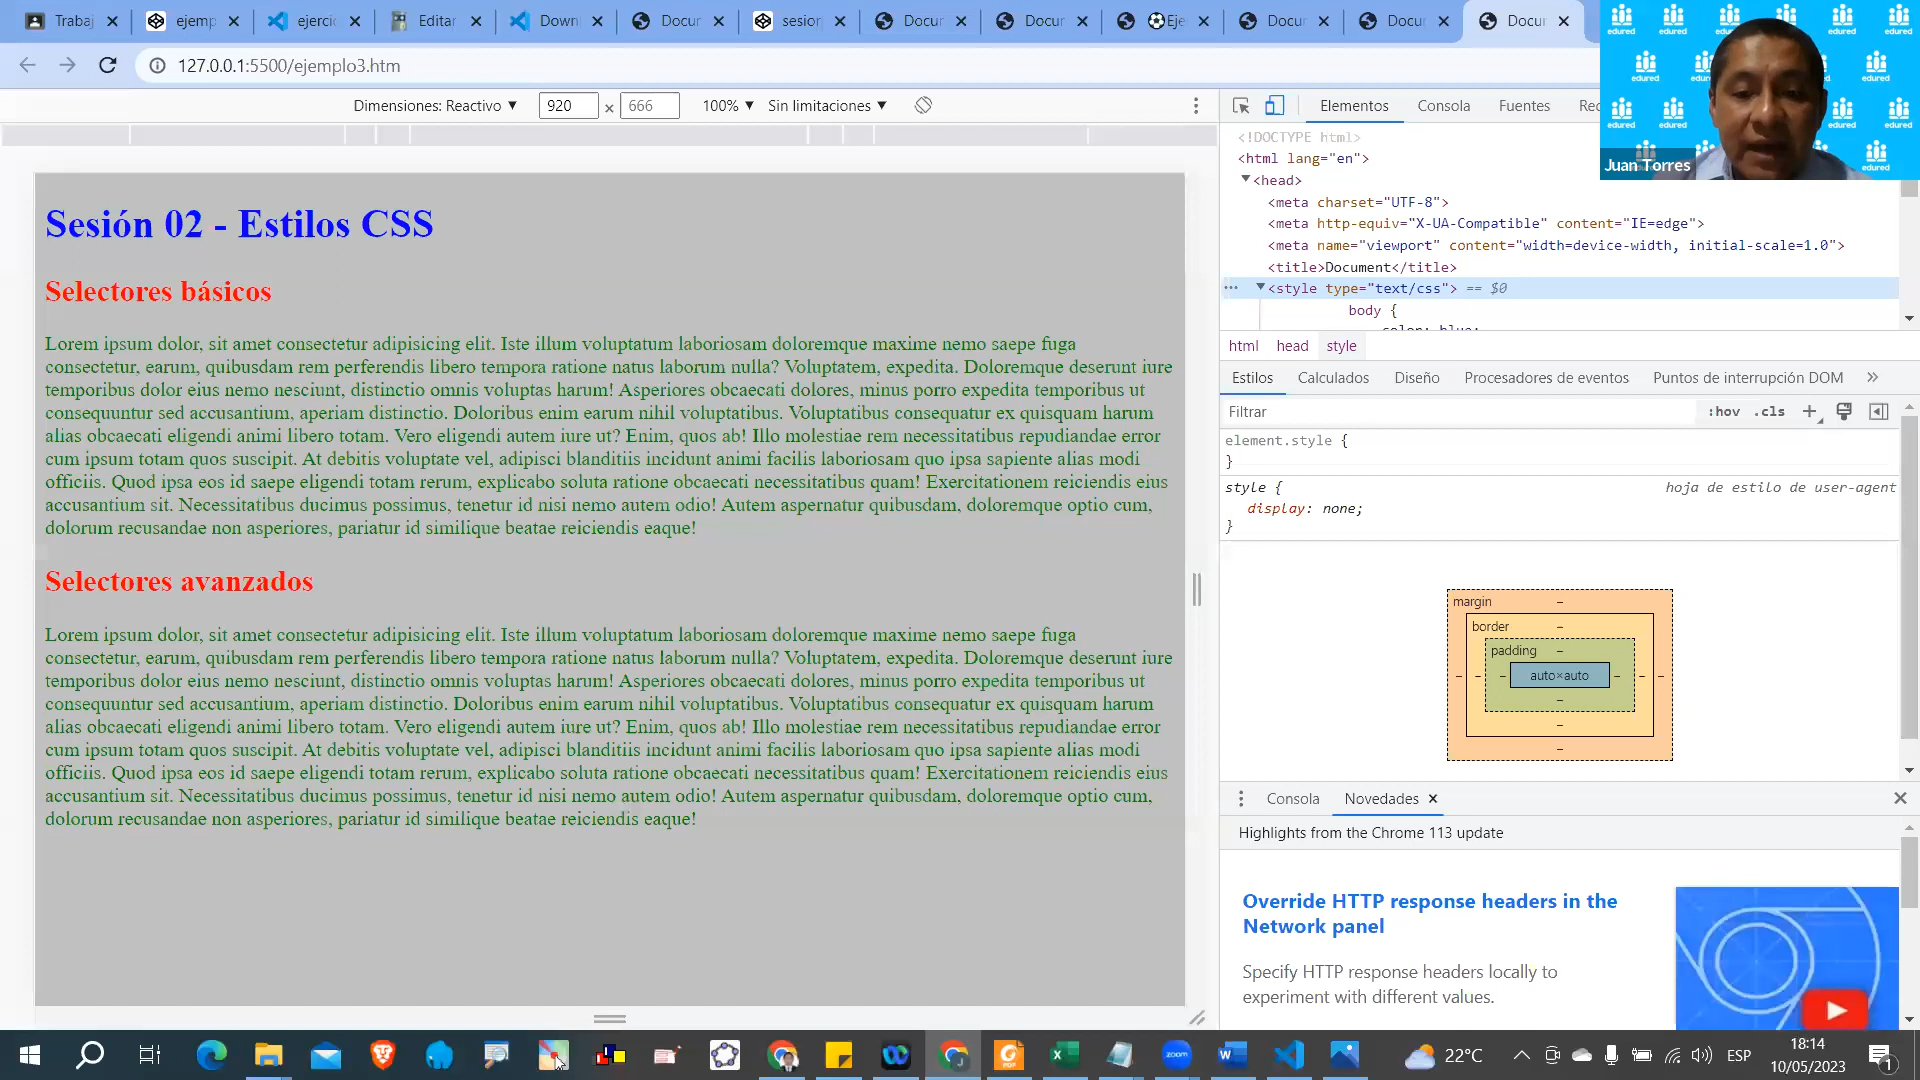 Trabaj
ejemp
ejercic
Editar
Down
Docur
sesion
Docur
Docur
Eje
Docur
Docur
Docur
127.0.0.1:5500/ejemplo3.htm
Dimensiones: Reactivo ▼ 920 × 666 100% ▼ Sin limitaciones ▼
Elementos Consola Fuentes Re
edured
Juan Torres
<!DOCTYPE html>
<html lang="en">
<head>
<meta charset="UTF-8">
<meta http-equiv="X-UA-Compatible" content="IE=edge">
<meta name="viewport" content="width=device-width, initial-scale=1.0">
<title>Document</title>
<style type="text/css"> == $0
body {
color: blue;
html head style
Estilos Calculados Diseño Procesadores de eventos Puntos de interrupción DOM
Filtrar :hov .cls
element.style {
}
style { hoja de estilo de user-agent
display: none;
}
margin –
border –
padding –
– – – auto×auto – – –
–
–
–
Consola Novedades
Highlights from the Chrome 113 update
Override HTTP response headers in the
Network panel
Specify HTTP response headers locally to
experiment with different values.
Sesión 02 - Estilos CSS
Selectores básicos
Lorem ipsum dolor, sit amet consectetur adipisicing elit. Iste illum voluptatum laboriosam doloremque maxime nemo saepe fuga
consectetur, earum, quibusdam rem perferendis libero tempora ratione natus laborum nulla? Voluptatem, expedita. Doloremque deserunt iure
temporibus dolor eius nemo nesciunt, distinctio omnis voluptas harum! Asperiores obcaecati dolores, minus porro expedita temporibus ut
consequuntur sed accusantium, aperiam distinctio. Doloribus enim earum nihil voluptatibus. Voluptatibus consequatur ex quisquam harum
alias obcaecati eligendi animi libero totam. Vero eligendi autem iure ut? Enim, quos ab! Illo molestiae rem necessitatibus repudiandae error
cum ipsum totam quos suscipit. At debitis voluptate vel, adipisci blanditiis incidunt animi facilis laboriosam quo ipsa sapiente alias modi
officiis. Quod ipsa eos id saepe eligendi totam rerum, explicabo soluta ratione obcaecati necessitatibus quam! Exercitationem reiciendis eius
accusantium sit. Necessitatibus ducimus possimus, tenetur id nisi nemo autem odio! Autem aspernatur quibusdam, doloremque optio cum,
dolorum recusandae non asperiores, pariatur id similique beatae reiciendis eaque!
Selectores avanzados
Lorem ipsum dolor, sit amet consectetur adipisicing elit. Iste illum voluptatum laboriosam doloremque maxime nemo saepe fuga
consectetur, earum, quibusdam rem perferendis libero tempora ratione natus laborum nulla? Voluptatem, expedita. Doloremque deserunt iure
temporibus dolor eius nemo nesciunt, distinctio omnis voluptas harum! Asperiores obcaecati dolores, minus porro expedita temporibus ut
consequuntur sed accusantium, aperiam distinctio. Doloribus enim earum nihil voluptatibus. Voluptatibus consequatur ex quisquam harum
alias obcaecati eligendi animi libero totam. Vero eligendi autem iure ut? Enim, quos ab! Illo molestiae rem necessitatibus repudiandae error
cum ipsum totam quos suscipit. At debitis voluptate vel, adipisci blanditiis incidunt animi facilis laboriosam quo ipsa sapiente alias modi
officiis. Quod ipsa eos id saepe eligendi totam rerum, explicabo soluta ratione obcaecati necessitatibus quam! Exercitationem reiciendis eius
accusantium sit. Necessitatibus ducimus possimus, tenetur id nisi nemo autem odio! Autem aspernatur quibusdam, doloremque optio cum,
dolorum recusandae non asperiores, pariatur id similique beatae reiciendis eaque!
22°C
ESP
18:14
10/05/2023
1